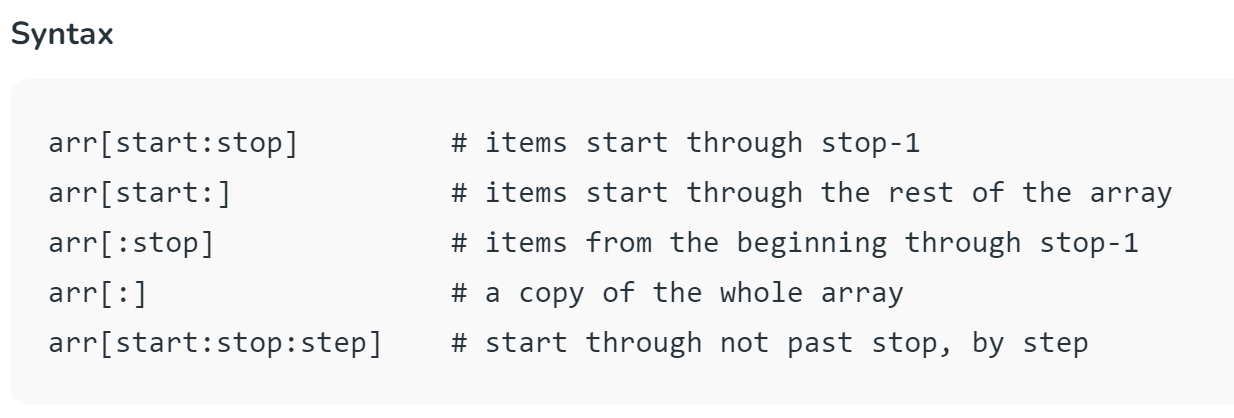 Syntax
arr[start:stop]        # items start through stop-1
arr[start:]            # items start through the rest of the array
arr[:stop]             # items from the beginning through stop-1
arr[:]                 # a copy of the whole array
arr[start:stop:step]   # start through not past stop, by step